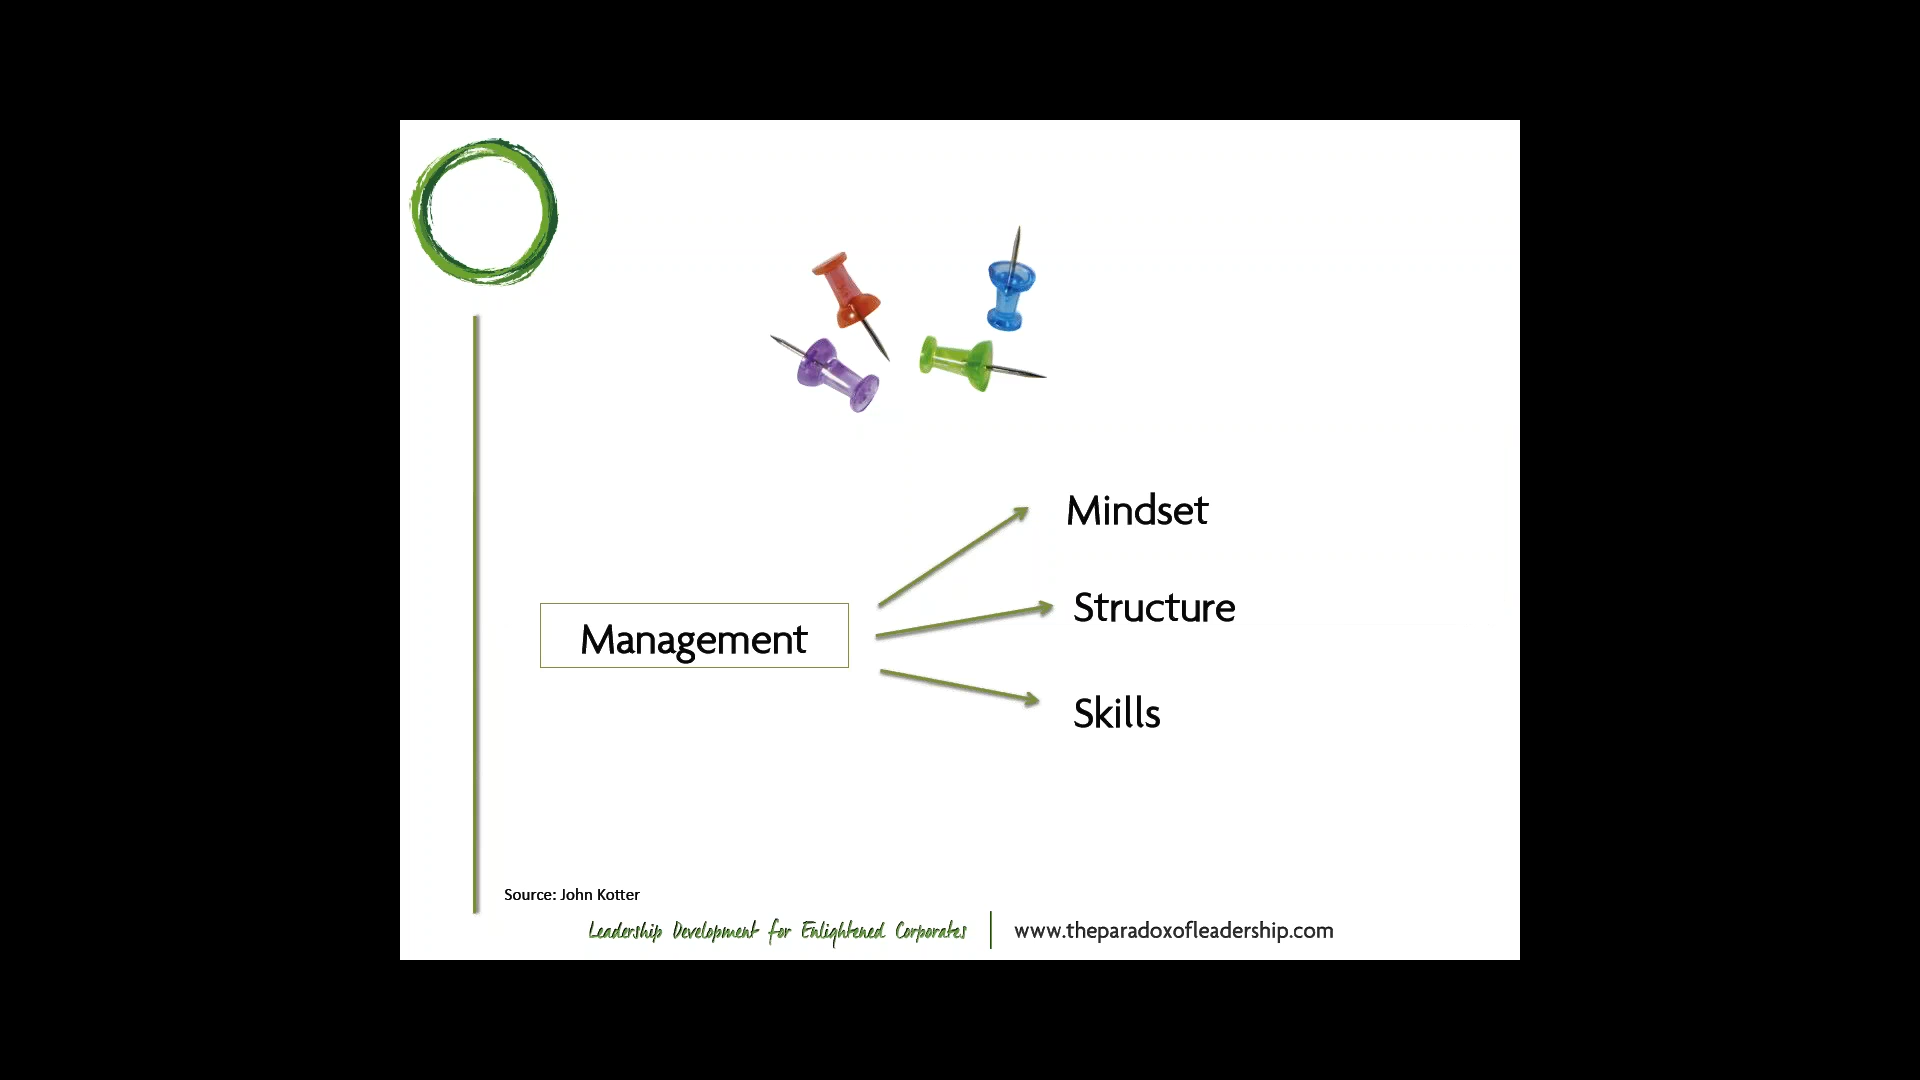 Mindset
Structure
Management
Skills
Source: John Kotter
Leadership Development for Enlightened Corporates
www.theparadoxofleadership.com